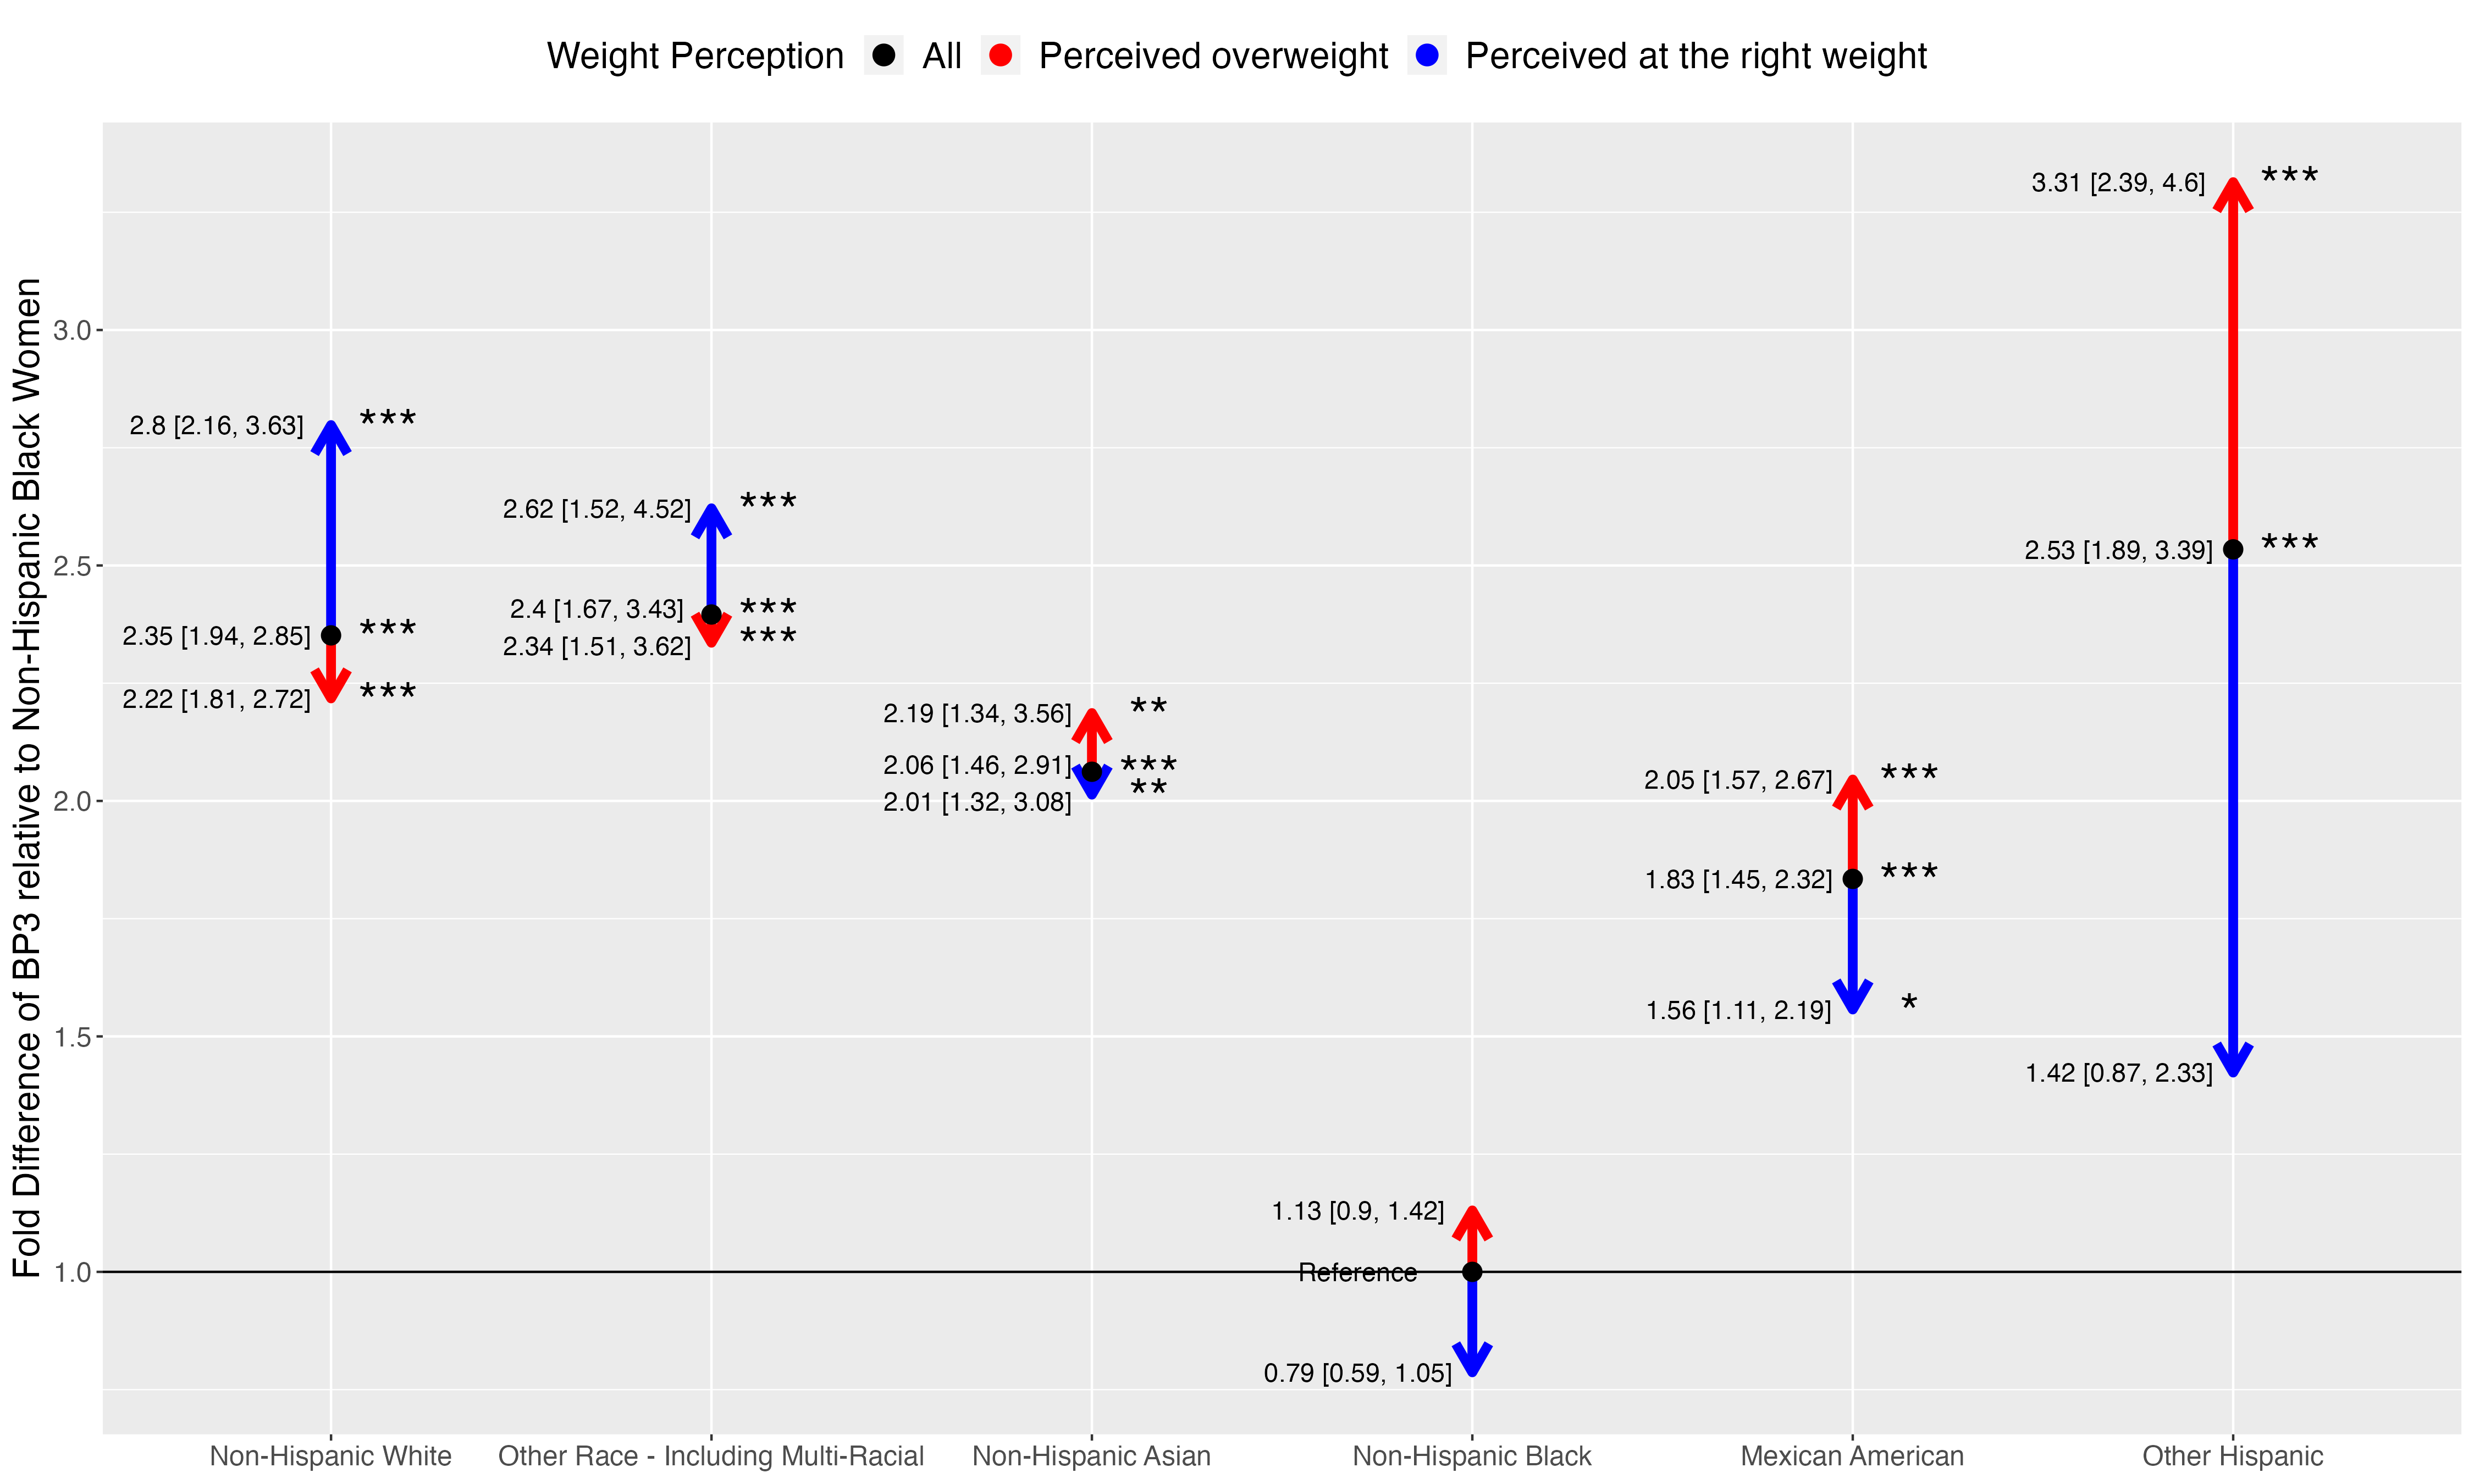 Weight Perception All Perceived overweight Perceived at the right weight
Fold Difference of BP3 relative to Non-Hispanic Black Women
3.0
2.5
2.0
1.5
1.0
2.8 [2.16, 3.63] ***
2.35 [1.94, 2.85] ***
2.22 [1.81, 2.72] ***
2.62 [1.52, 4.52] ***
2.4 [1.67, 3.43] ***
2.34 [1.51, 3.62] ***
2.19 [1.34, 3.56] **
2.06 [1.46, 2.91] ***
2.01 [1.32, 3.08] **
1.13 [0.9, 1.42]
Reference
0.79 [0.59, 1.05]
2.05 [1.57, 2.67] ***
1.83 [1.45, 2.32] ***
1.56 [1.11, 2.19] *
3.31 [2.39, 4.6] ***
2.53 [1.89, 3.39] ***
1.42 [0.87, 2.33]
Non-Hispanic White Other Race - Including Multi-Racial Non-Hispanic Asian Non-Hispanic Black Mexican American Other Hispanic